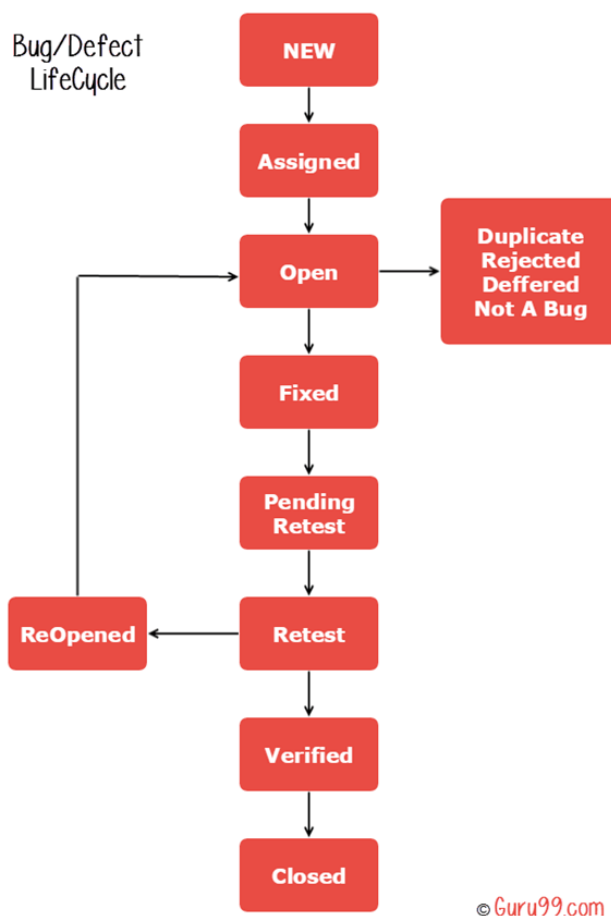 Bug/Defect
LifeCycle
NEW
Assigned
Open
Duplicate
Rejected
Deffered
Not A Bug
Fixed
Pending
Retest
ReOpened
Retest
Verified
Closed
© Guru99.com